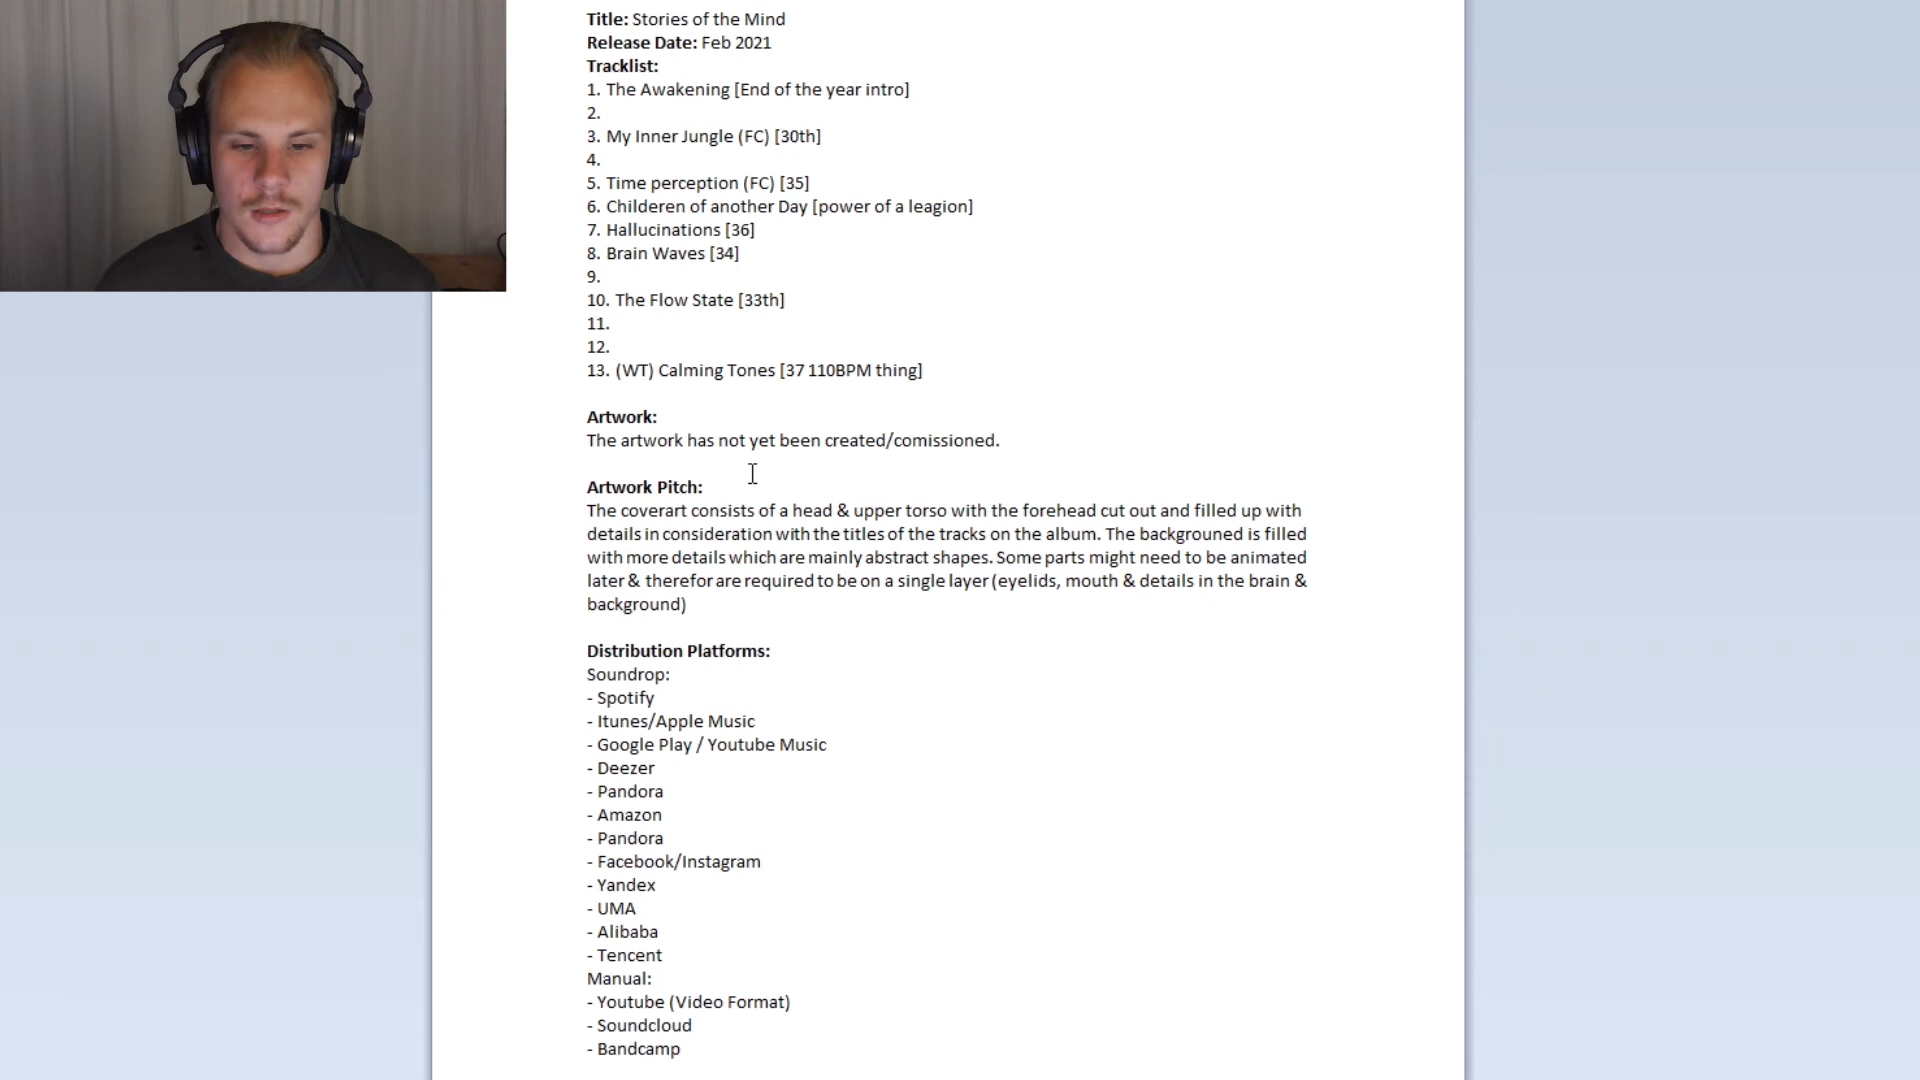 Title: Stories of the Mind
Release Date: Feb 2021
Tracklist:
1. The Awakening [End of the year intro]
2.
3. My Inner Jungle (FC) [30th]
4.
5. Time perception (FC) [35]
6. Childeren of another Day [power of a leagion]
7. Hallucinations [36]
8. Brain Waves [34]
9.
10. The Flow State [33th]
11.
12.
13. (WT) Calming Tones [37 110BPM thing]
Artwork:
The artwork has not yet been created/comissioned.
Artwork Pitch:
The coverart consists of a head & upper torso with the forehead cut out and filled up with
details in consideration with the titles of the tracks on the album. The backgrouned is filled
with more details which are mainly abstract shapes. Some parts might need to be animated
later & therefor are required to be on a single layer (eyelids, mouth & details in the brain &
background)
Distribution Platforms:
Soundrop:
- Spotify
- Itunes/Apple Music
- Google Play / Youtube Music
- Deezer
- Pandora
- Amazon
- Pandora
- Facebook/Instagram
- Yandex
- UMA
- Alibaba
- Tencent
Manual:
- Youtube (Video Format)
- Soundcloud
- Bandcamp